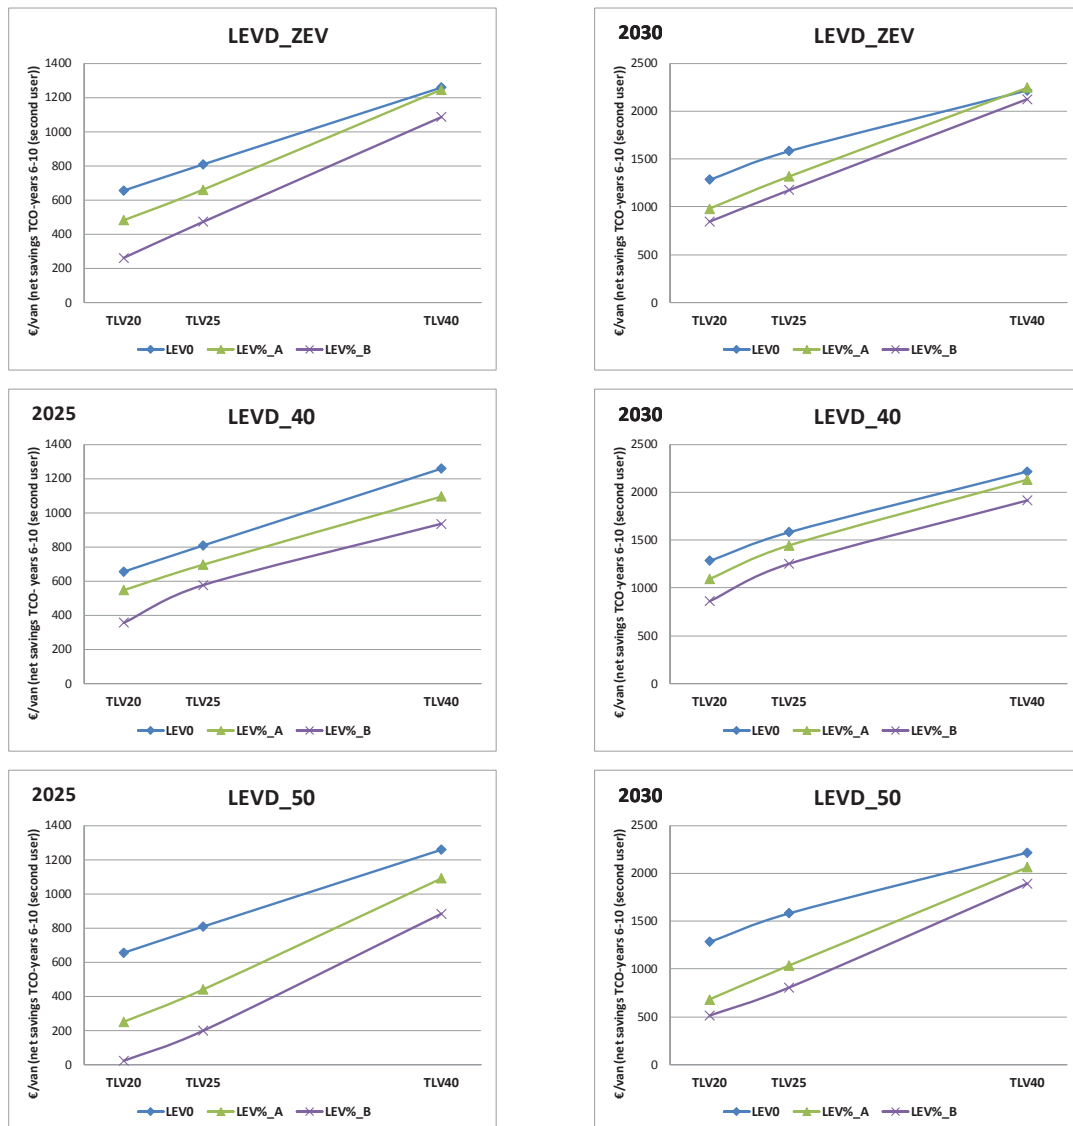 LEVD_ZEV
€/van (net savings TCO-years 6-10 (second user))
1400
1200
1000
800
600
400
200
0
TLV20 TLV25 TLV40
LEV0 LEV%_A LEV%_B
2030
LEVD_ZEV
€/van (net savings TCO-years 6-10 (second user))
2500
2000
1500
1000
500
0
TLV20 TLV25 TLV40
LEV0 LEV%_A LEV%_B
2025
LEVD_40
€/van (net savings TCO- years 6-10 (second user))
1400
1200
1000
800
600
400
200
0
TLV20 TLV25 TLV40
LEV0 LEV%_A LEV%_B
2030
LEVD_40
€/van (net savings TCO-years 6-10 (second user))
2500
2000
1500
1000
500
0
TLV20 TLV25 TLV40
LEV0 LEV%_A LEV%_B
2025
LEVD_50
€/van (net savings TCO-years 6-10 (second user))
1400
1200
1000
800
600
400
200
0
TLV20 TLV25 TLV40
LEV0 LEV%_A LEV%_B
2030
LEVD_50
€/van (net savings TCO-years 6-10 (second user))
2500
2000
1500
1000
500
0
TLV20 TLV25 TLV40
LEV0 LEV%_A LEV%_B